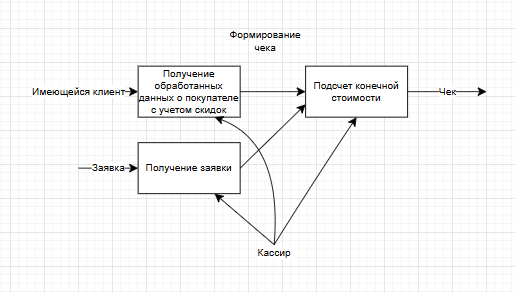 Формирование
чека
Получение
обработанных
данных о покупателе
с учетом скидок
Имеющейся клиент
Подсчет конечной
стоимости
Чек
Заявка
Получение заявки
Кассир